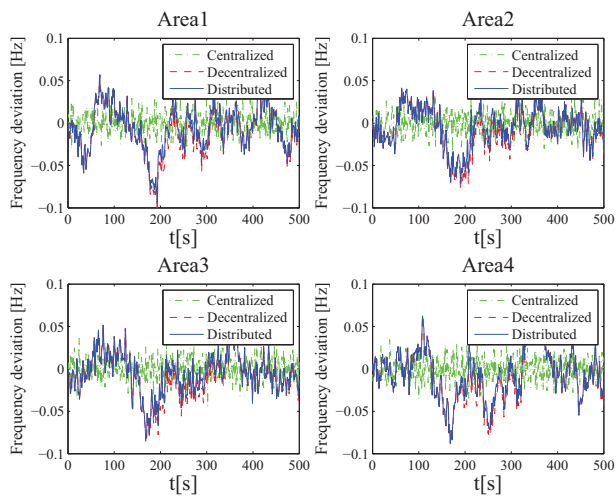 Area1
Frequency deviation [Hz]
0.1
0.05
0
−0.05
−0.1
Centralized
Decentralized
Distributed
0 100 200 300 400 500
t[s]
Area2
Frequency deviation [Hz]
0.1
0.05
0
−0.05
−0.1
Centralized
Decentralized
Distributed
0 100 200 300 400 500
t[s]
Area3
Frequency deviation [Hz]
0.1
0.05
0
−0.05
−0.1
Centralized
Decentralized
Distributed
0 100 200 300 400 500
t[s]
Area4
Frequency deviation [Hz]
0.1
0.05
0
−0.05
−0.1
Centralized
Decentralized
Distributed
0 100 200 300 400 500
t[s]